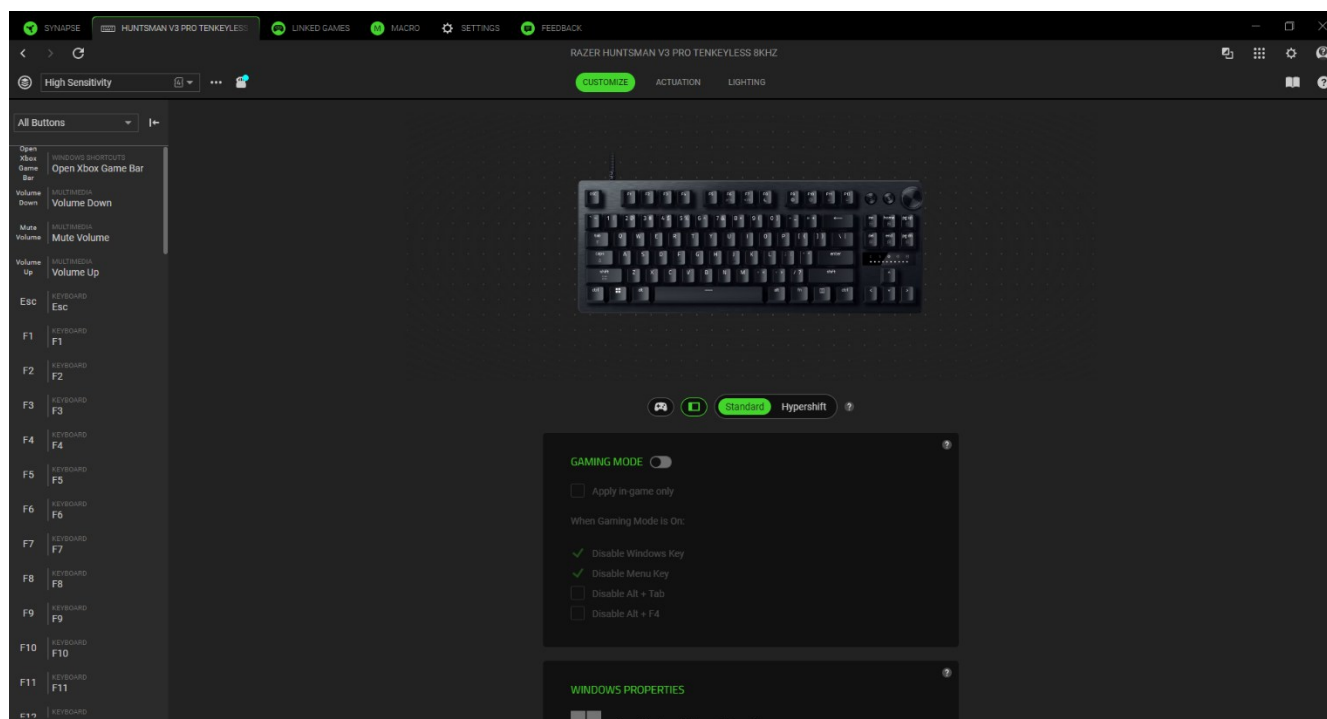 SYNAPSE HUNTSMAN V3 PRO TENKEYLESS LINKED GAMES MACRO SETTINGS FEEDBACK
RAZER HUNTSMAN V3 PRO TENKEYLESS 8KHZ
High Sensitivity CUSTOMIZE ACTUATION LIGHTING
All Buttons
Open
Xbox
Game
Bar
WINDOWS SHORTCUTS
Open Xbox Game Bar
Volume
Down
MULTIMEDIA
Volume Down
Mute
Volume
MULTIMEDIA
Mute Volume
Volume
Up
MULTIMEDIA
Volume Up
Esc
KEYBOARD
Esc
F1
KEYBOARD
F1
F2
KEYBOARD
F2
F3
KEYBOARD
F3
F4
KEYBOARD
F4
F5
KEYBOARD
F5
F6
KEYBOARD
F6
F7
KEYBOARD
F7
F8
KEYBOARD
F8
F9
KEYBOARD
F9
F10
KEYBOARD
F10
F11
KEYBOARD
F11
F12
KEYBOARD
Standard Hypershift ?
GAMING MODE
Apply in-game only
When Gaming Mode is On:
Disable Windows Key
Disable Menu Key
Disable Alt + Tab
Disable Alt + F4
WINDOWS PROPERTIES